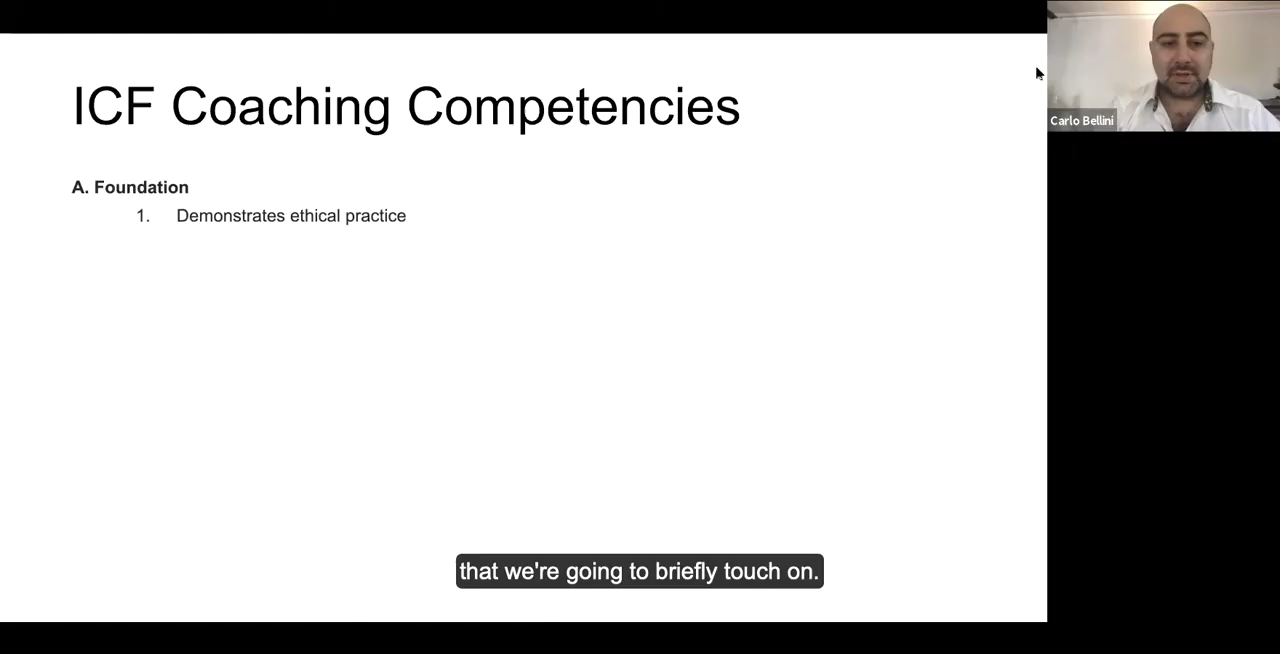 ICF Coaching Competencies
A. Foundation
1. Demonstrates ethical practice
that we're going to briefly touch on.
Carlo Bellini